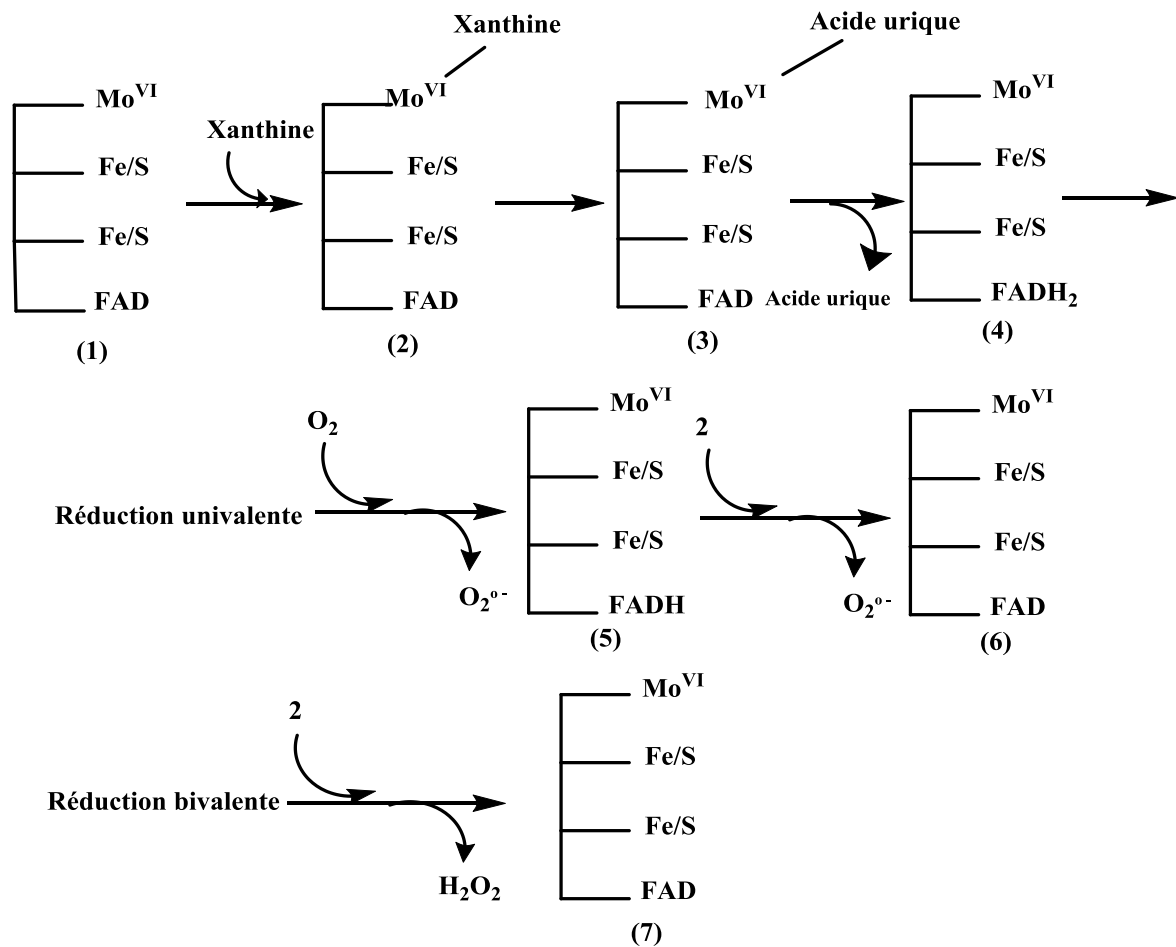 Xanthine
Acide urique
Mo^VI
Fe/S
Fe/S
FAD
(1)
Xanthine
Mo^VI
Fe/S
Fe/S
FAD
(2)
Mo^VI
Fe/S
Fe/S
FAD
(3)
Acide urique
Mo^VI
Fe/S
Fe/S
FADH₂
(4)
Réduction univalente
O₂
O₂°⁻
Mo^VI
Fe/S
Fe/S
FADH
(5)
2
O₂°⁻
Mo^VI
Fe/S
Fe/S
FAD
(6)
Réduction bivalente
2
H₂O₂
Mo^VI
Fe/S
Fe/S
FAD
(7)